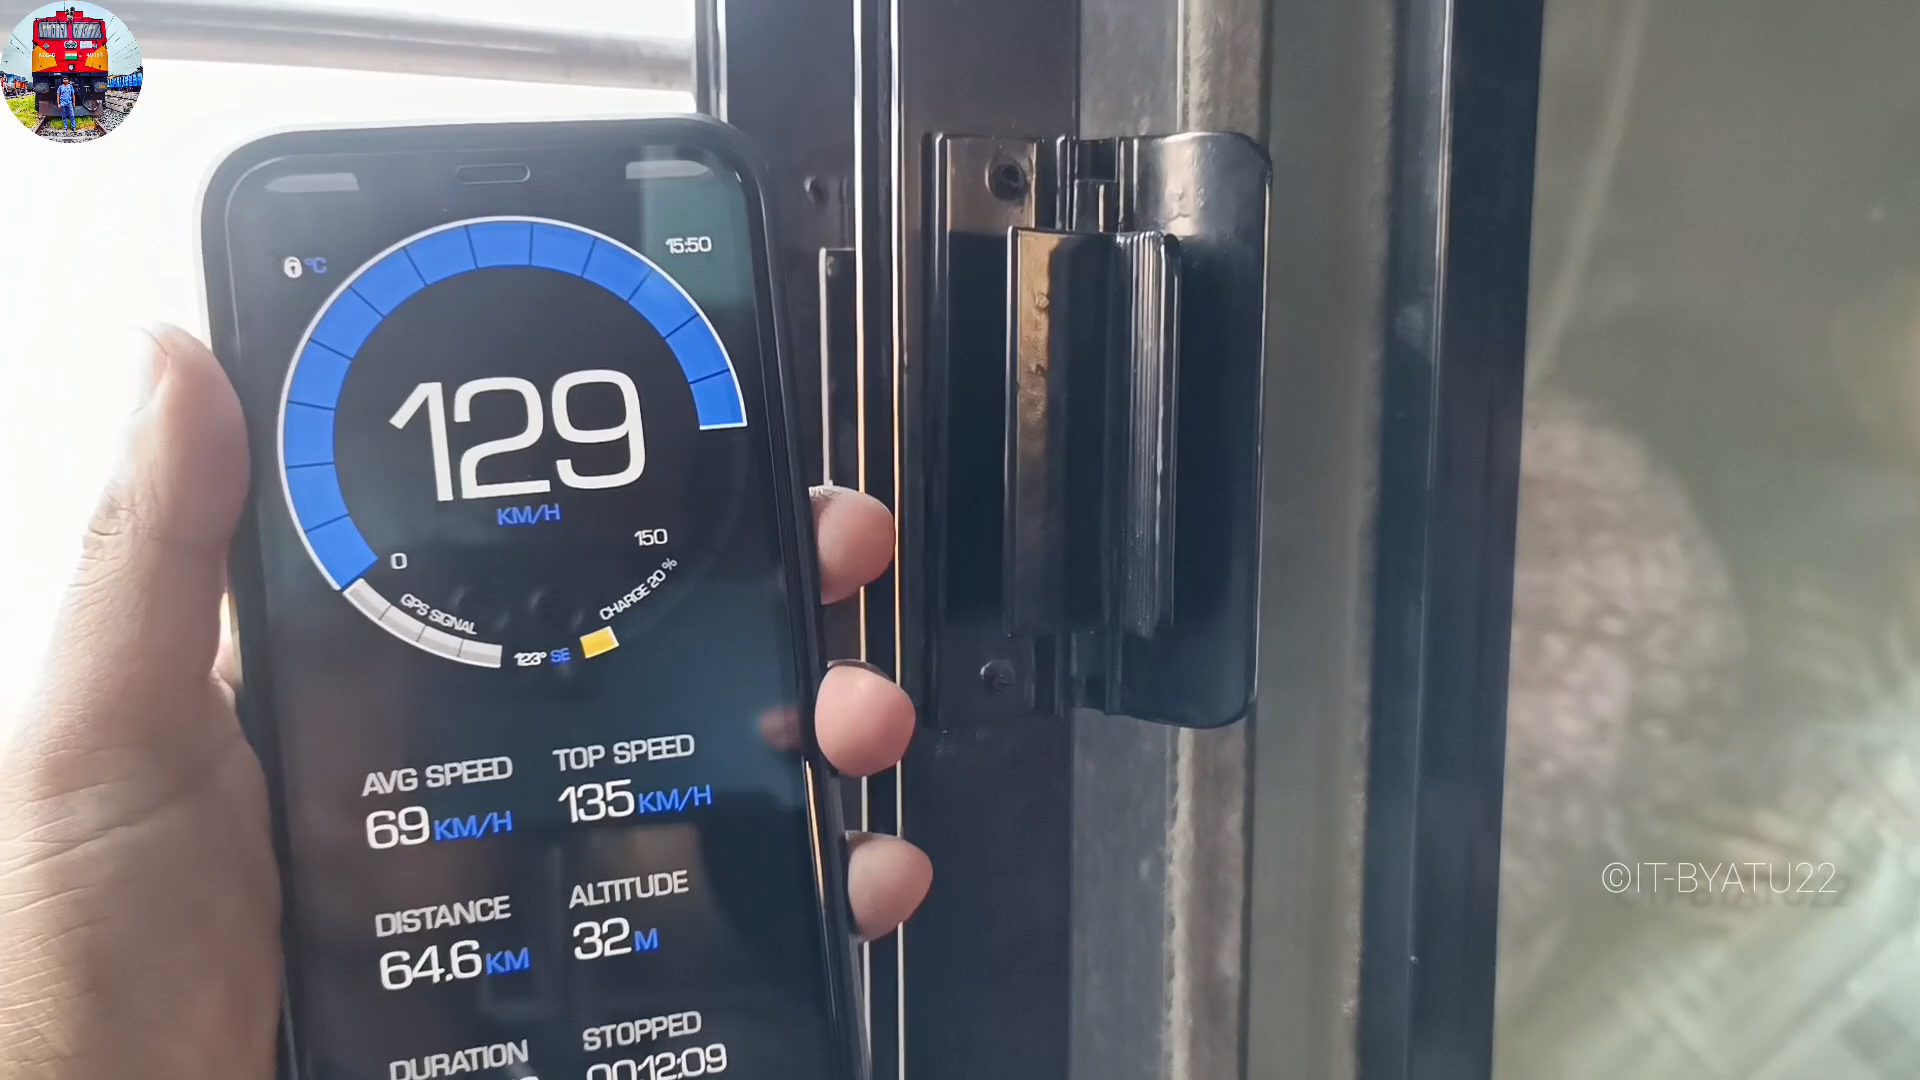 °C
15:50
129
KM/H
0
150
GPS SIGNAL
CHARGE 20 %
123° SE
AVG SPEED
69 KM/H
TOP SPEED
135 KM/H
DISTANCE
64.6 KM
ALTITUDE
32 M
DURATION
STOPPED
00:12:09
©IT-BYATU22